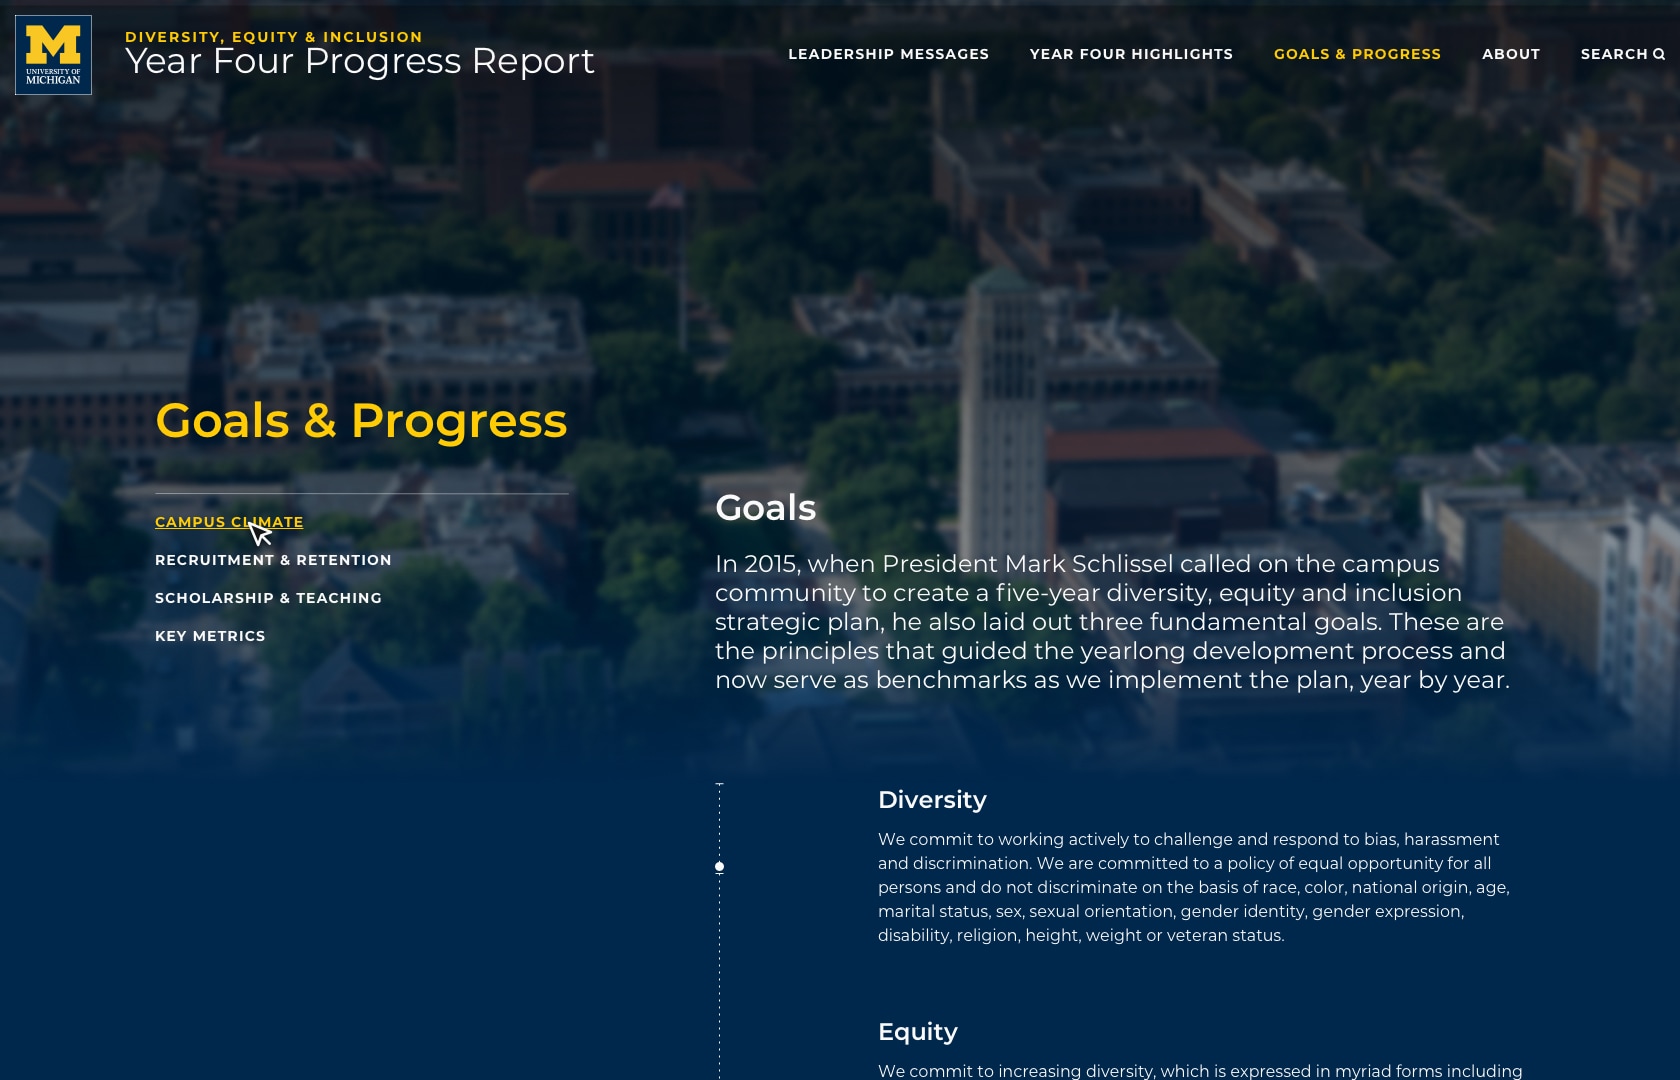 UNIVERSITY OF
MICHIGAN
DIVERSITY, EQUITY & INCLUSION
Year Four Progress Report
LEADERSHIP MESSAGES
YEAR FOUR HIGHLIGHTS
GOALS & PROGRESS
ABOUT
SEARCH
Goals & Progress
CAMPUS CLIMATE
RECRUITMENT & RETENTION
SCHOLARSHIP & TEACHING
KEY METRICS
Goals
In 2015, when President Mark Schlissel called on the campus
community to create a five-year diversity, equity and inclusion
strategic plan, he also laid out three fundamental goals. These are
the principles that guided the yearlong development process and
now serve as benchmarks as we implement the plan, year by year.
Diversity
We commit to working actively to challenge and respond to bias, harassment
and discrimination. We are committed to a policy of equal opportunity for all
persons and do not discriminate on the basis of race, color, national origin, age,
marital status, sex, sexual orientation, gender identity, gender expression,
disability, religion, height, weight or veteran status.
Equity
We commit to increasing diversity, which is expressed in myriad forms including